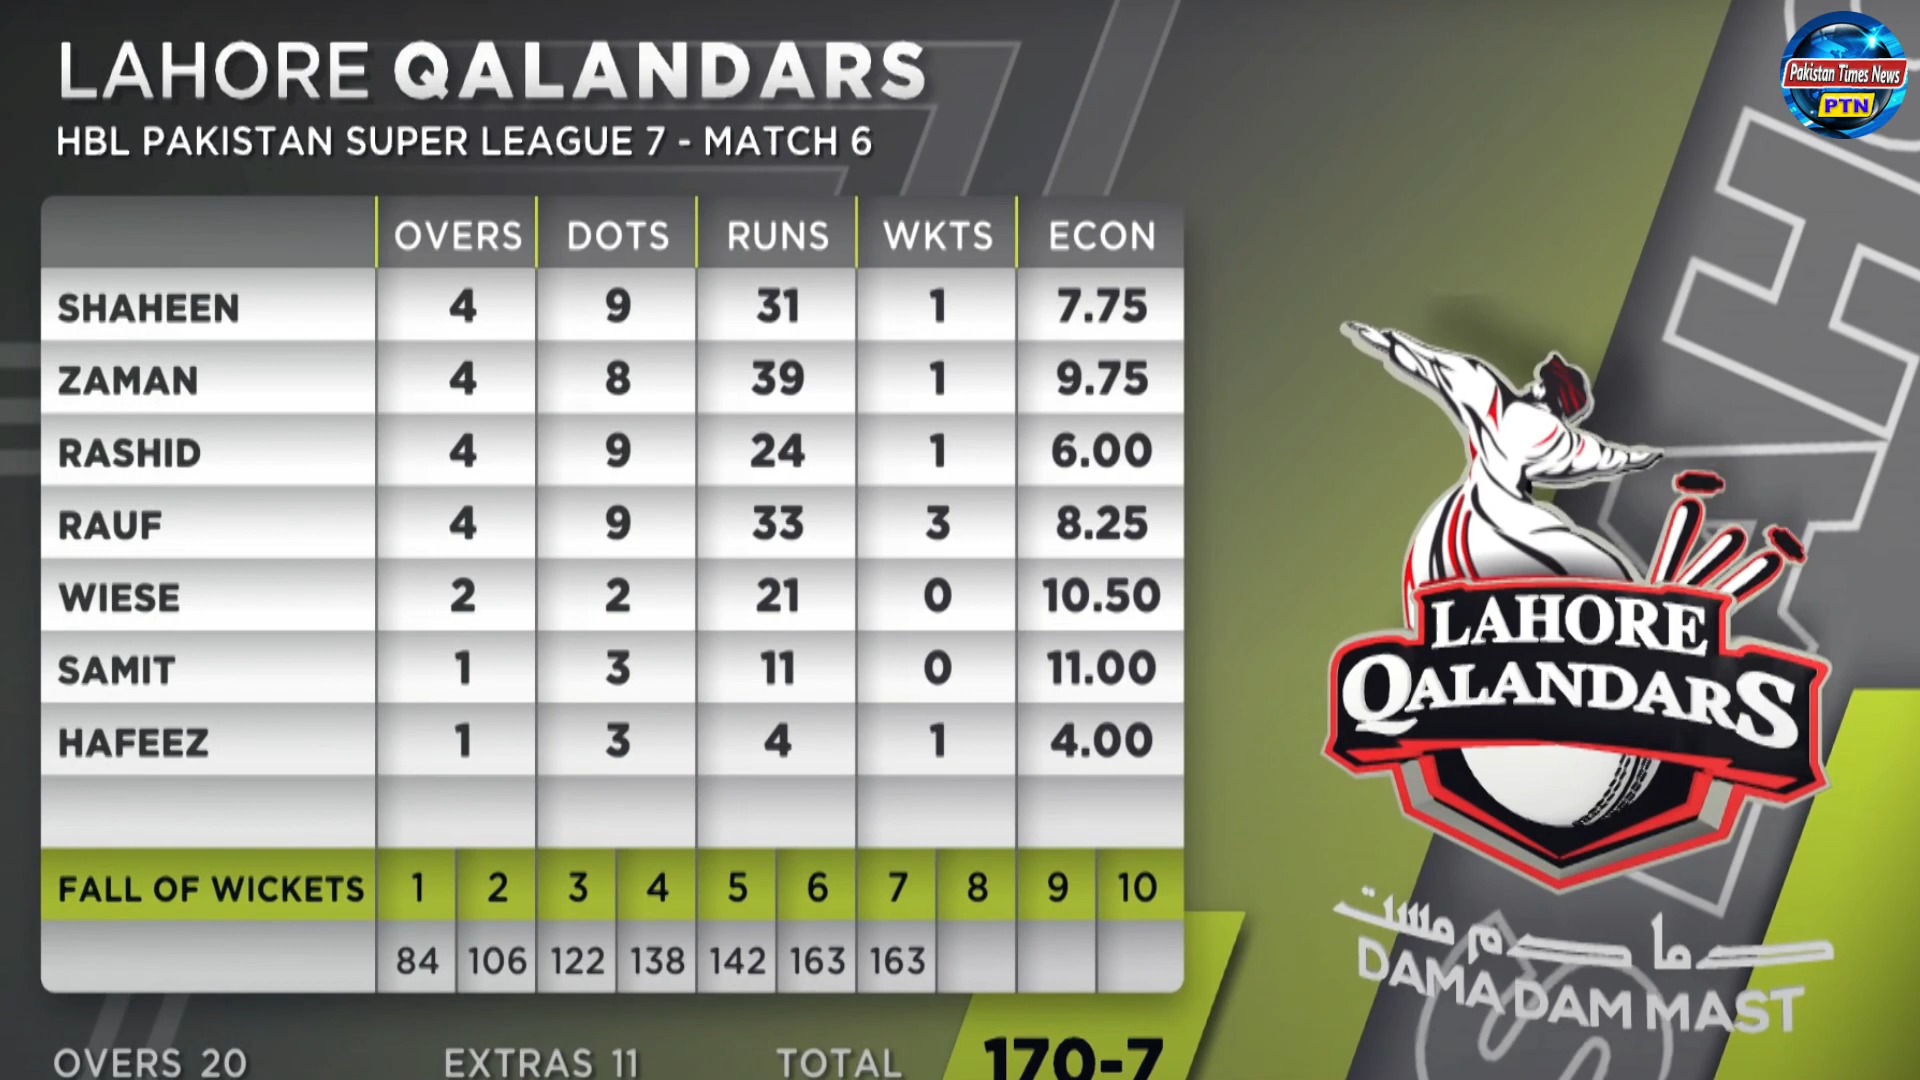 LAHORE QALANDARS
HBL PAKISTAN SUPER LEAGUE 7 - MATCH 6
Pakistan Times News
PTN
OVERS DOTS RUNS WKTS ECON
SHAHEEN 4 9 31 1 7.75
ZAMAN 4 8 39 1 9.75
RASHID 4 9 24 1 6.00
RAUF 4 9 33 3 8.25
WIESE 2 2 21 0 10.50
SAMIT 1 3 11 0 11.00
HAFEEZ 1 3 4 1 4.00
FALL OF WICKETS 1 2 3 4 5 6 7 8 9 10
84 106 122 138 142 163 163
OVERS 20 EXTRAS 11 TOTAL 170-7
LAHORE
QALANDARS
DAMA DAM MAST